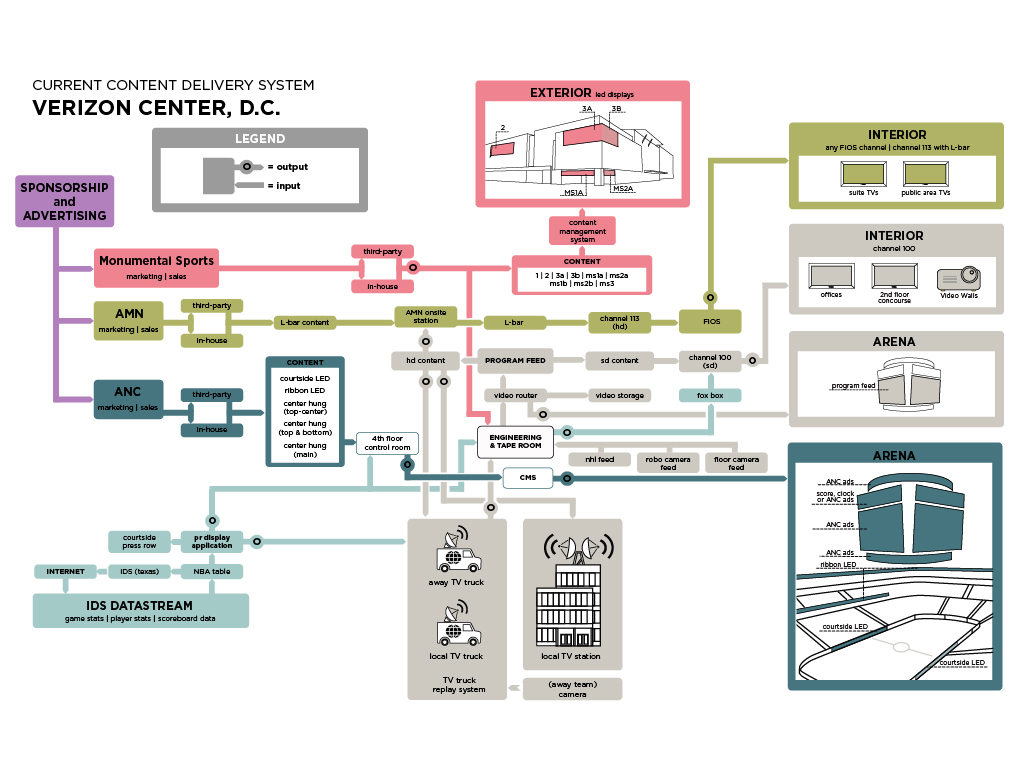 CURRENT CONTENT DELIVERY SYSTEM
VERIZON CENTER, D.C.
LEGEND
= output
= input
EXTERIOR led displays
3A
3B
2
MS1A
MS2A
content
management
system
CONTENT
1 | 2 | 3a | 3b | ms1a | ms2a
ms1b | ms2b | ms3
INTERIOR
any FIOS channel | channel 113 with L-bar
suite TVs
public area TVs
SPONSORSHIP
and
ADVERTISING
Monumental Sports
marketing | sales
third-party
in-house
INTERIOR
channel 100
offices
2nd floor
concourse
Video Walls
AMN
marketing | sales
third-party
in-house
L-bar content
AMN onsite
station
L-bar
channel 113
(hd)
FIOS
hd content
PROGRAM FEED
sd content
channel 100
(sd)
video router
video storage
fox box
ARENA
program feed
ANC
marketing | sales
third-party
in-house
CONTENT
courtside LED
ribbon LED
center hung
(top-center)
center hung
(top & bottom)
center hung
(main)
4th floor
control room
ENGINEERING
& TAPE ROOM
CMS
nhl feed
robo camera
feed
floor camera
feed
ARENA
ANC ads
score, clock
or ANC ads
ANC ads
ANC ads
ribbon LED
courtside LED
courtside LED
courtside
press row
pr display
application
INTERNET
IDS (texas)
NBA table
IDS DATASTREAM
game stats | player stats | scoreboard data
away TV truck
local TV truck
TV truck
replay system
local TV station
(away team)
camera